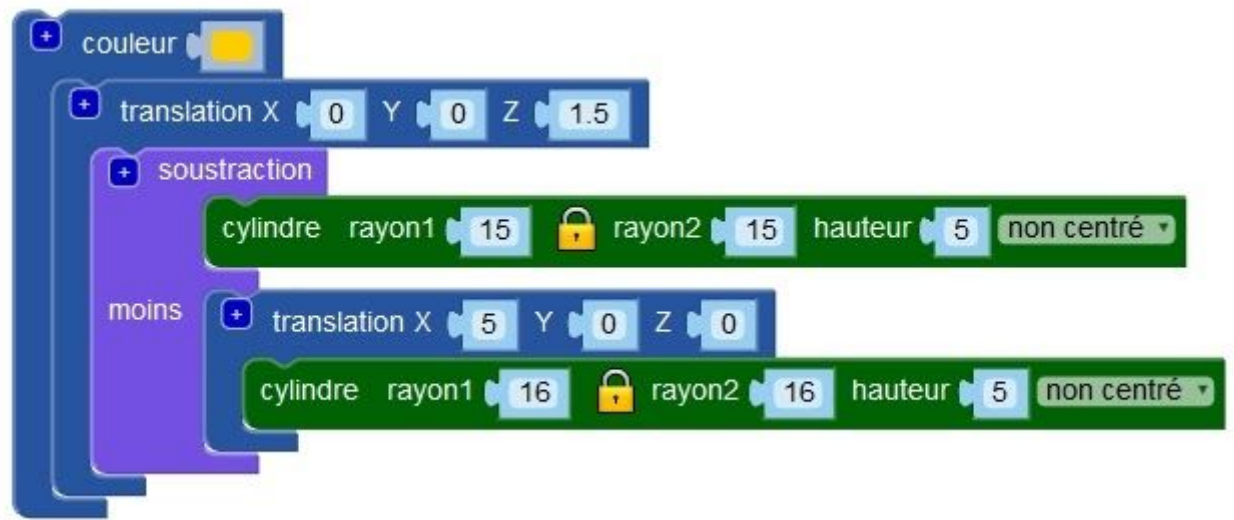 couleur
translation X 0 Y 0 Z 1.5
soustraction
cylindre rayon1 15 rayon2 15 hauteur 5 non centré
moins
translation X 5 Y 0 Z 0
cylindre rayon1 16 rayon2 16 hauteur 5 non centré